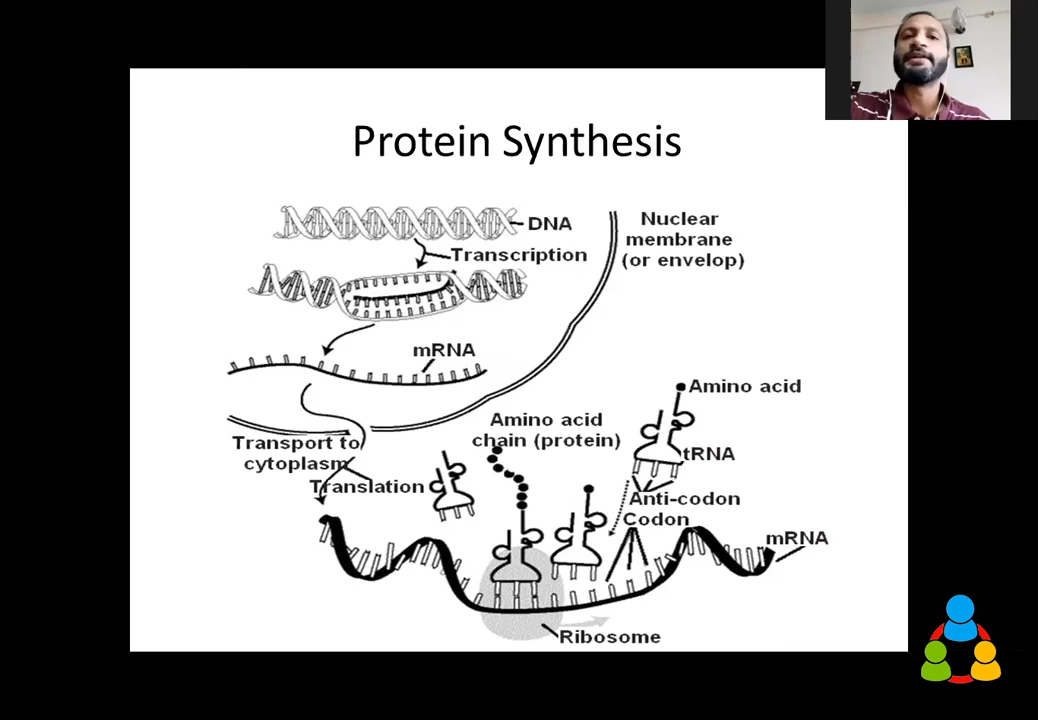 Protein Synthesis
DNA
Nuclear
membrane
(or envelop)
Transcription
mRNA
Amino acid
Amino acid
chain (protein)
Transport to
cytoplasm
tRNA
Translation
Anti-codon
Codon
mRNA
Ribosome